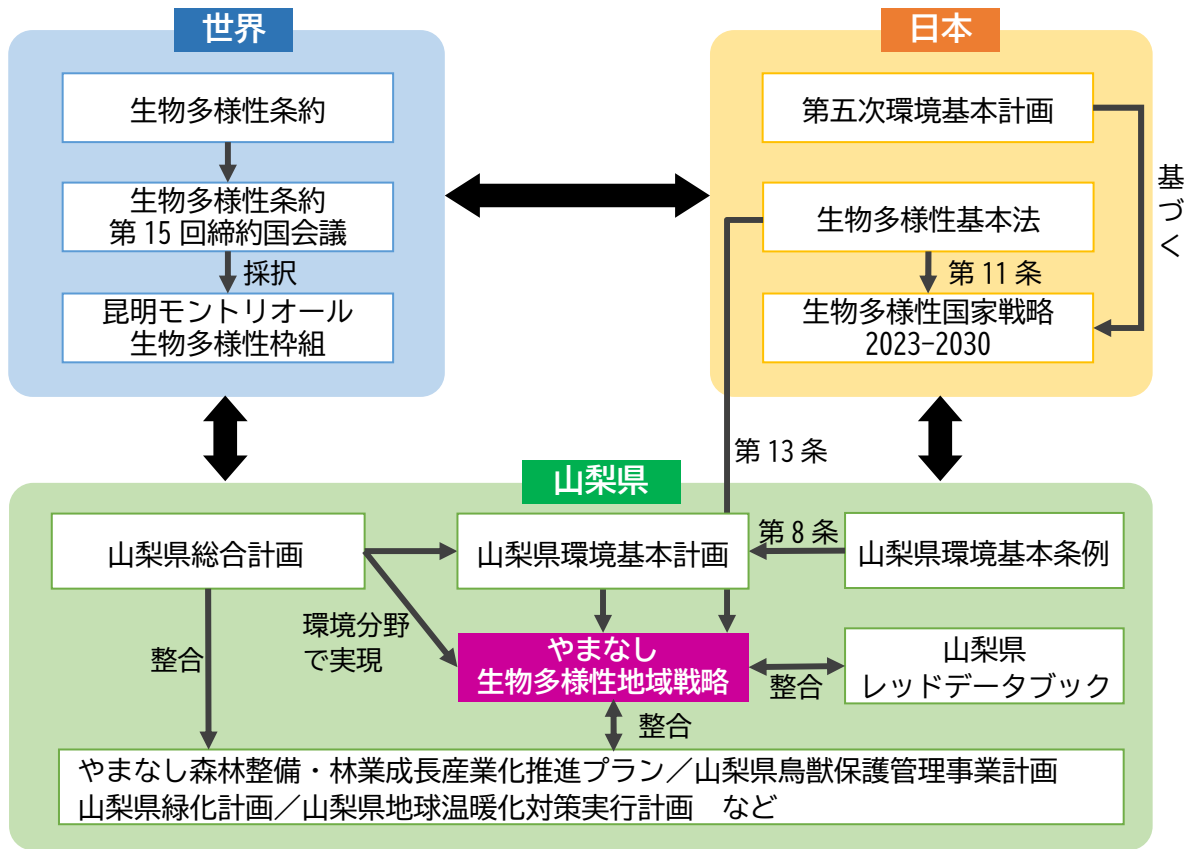 世界
生物多様性条約
生物多様性条約
第15回締約国会議
採択
昆明モントリオール
生物多様性枠組
日本
第五次環境基本計画
基づく
生物多様性基本法
第11条
生物多様性国家戦略
2023-2030
第13条
山梨県
山梨県総合計画
山梨県環境基本計画
第8条
山梨県環境基本条例
整合
環境分野
で実現
やまなし
生物多様性地域戦略
整合
山梨県
レッドデータブック
整合
やまなし森林整備・林業成長産業化推進プラン／山梨県鳥獣保護管理事業計画
山梨県緑化計画／山梨県地球温暖化対策実行計画　など